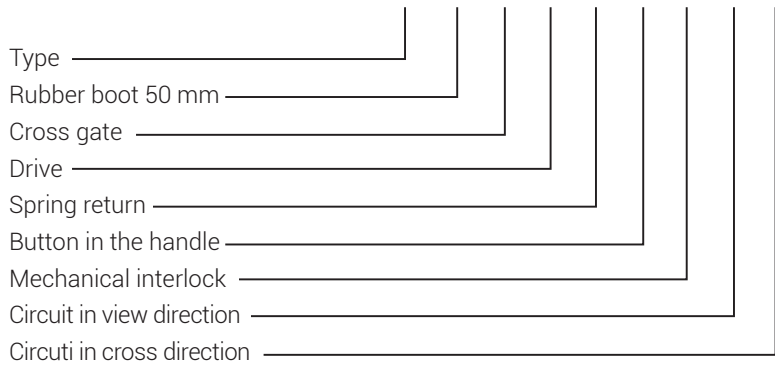 Type
Rubber boot 50 mm
Cross gate
Drive
Spring return
Button in the handle
Mechanical interlock
Circuit in view direction
Circuti in cross direction